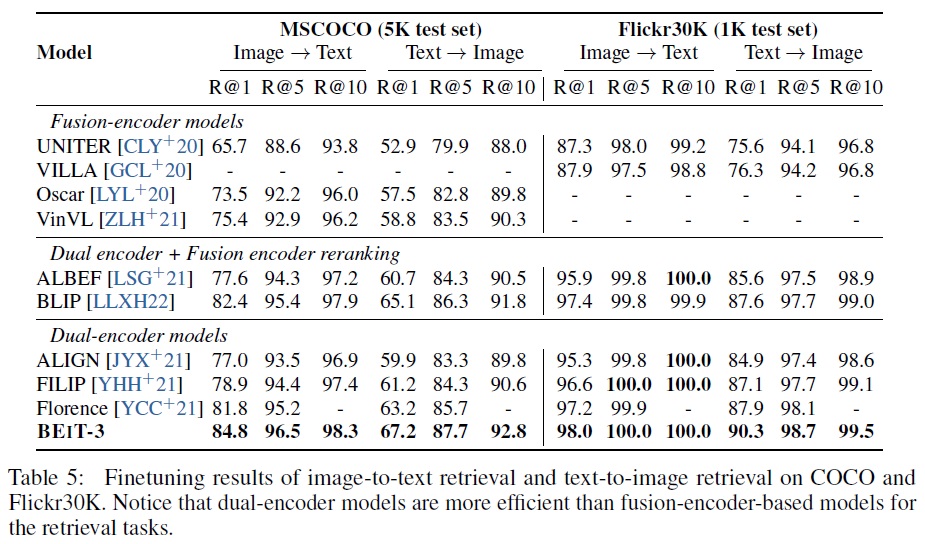 MSCOCO (5K test set) Flickr30K (1K test set)
Model Image → Text Text → Image Image → Text Text → Image
R@1 R@5 R@10 R@1 R@5 R@10 R@1 R@5 R@10 R@1 R@5 R@10
Fusion-encoder models
UNITER [CLY+20] 65.7 88.6 93.8 52.9 79.9 88.0 87.3 98.0 99.2 75.6 94.1 96.8
VILLA [GCL+20] - - - - - - 87.9 97.5 98.8 76.3 94.2 96.8
Oscar [LYL+20] 73.5 92.2 96.0 57.5 82.8 89.8 - - - - - -
VinVL [ZLH+21] 75.4 92.9 96.2 58.8 83.5 90.3 - - - - - -
Dual encoder + Fusion encoder reranking
ALBEF [LSG+21] 77.6 94.3 97.2 60.7 84.3 90.5 95.9 99.8 100.0 85.6 97.5 98.9
BLIP [LLXH22] 82.4 95.4 97.9 65.1 86.3 91.8 97.4 99.8 99.9 87.6 97.7 99.0
Dual-encoder models
ALIGN [JYX+21] 77.0 93.5 96.9 59.9 83.3 89.8 95.3 99.8 100.0 84.9 97.4 98.6
FILIP [YHH+21] 78.9 94.4 97.4 61.2 84.3 90.6 96.6 100.0 100.0 87.1 97.7 99.1
Florence [YCC+21] 81.8 95.2 - 63.2 85.7 - 97.2 99.9 - 87.9 98.1 -
BEIT-3 84.8 96.5 98.3 67.2 87.7 92.8 98.0 100.0 100.0 90.3 98.7 99.5
Table 5: Finetuning results of image-to-text retrieval and text-to-image retrieval on COCO and
Flickr30K. Notice that dual-encoder models are more efficient than fusion-encoder-based models for
the retrieval tasks.